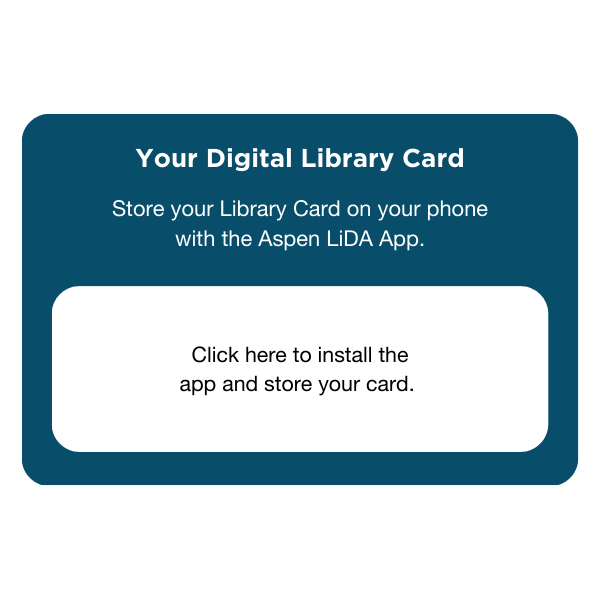 Your Digital Library Card
Store your Library Card on your phone
with the Aspen LiDA App.
Click here to install the
app and store your card.